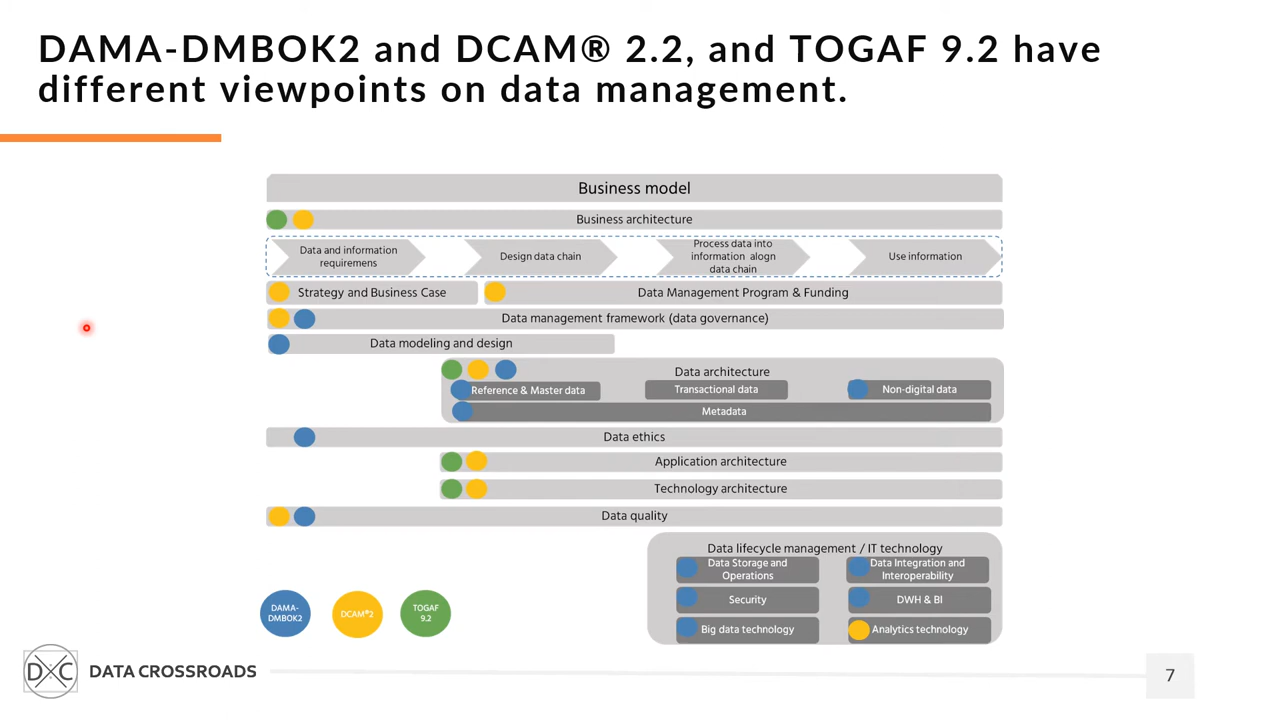 DAMA-DMBOK2 and DCAM® 2.2, and TOGAF 9.2 have
different viewpoints on data management.
Business model
Business architecture
Data and information
requiremens
Design data chain
Process data into
information alogn
data chain
Use information
Strategy and Business Case
Data Management Program & Funding
Data management framework (data governance)
Data modeling and design
Data architecture
Reference & Master data
Transactional data
Non-digital data
Metadata
Data ethics
Application architecture
Technology architecture
Data quality
Data lifecycle management / IT technology
Data Storage and
Operations
Data Integration and
Interoperability
Security
DWH & BI
Big data technology
Analytics technology
DAMA-
DMBOK2
DCAM®2
TOGAF
9.2
DXC
DATA CROSSROADS
7